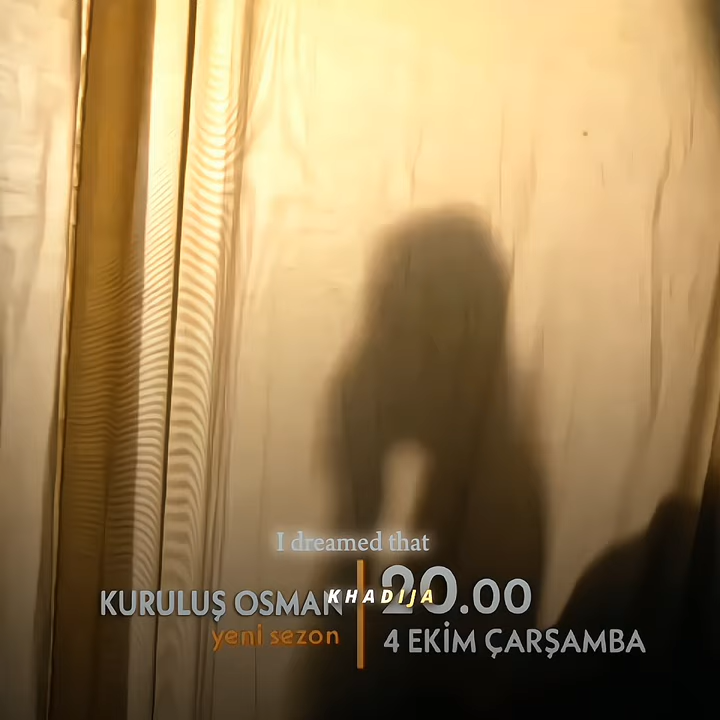 I dreamed that
KURULUŞ OSMAN
yeni sezon
KHADIJA
20.00
4 EKİM ÇARŞAMBA